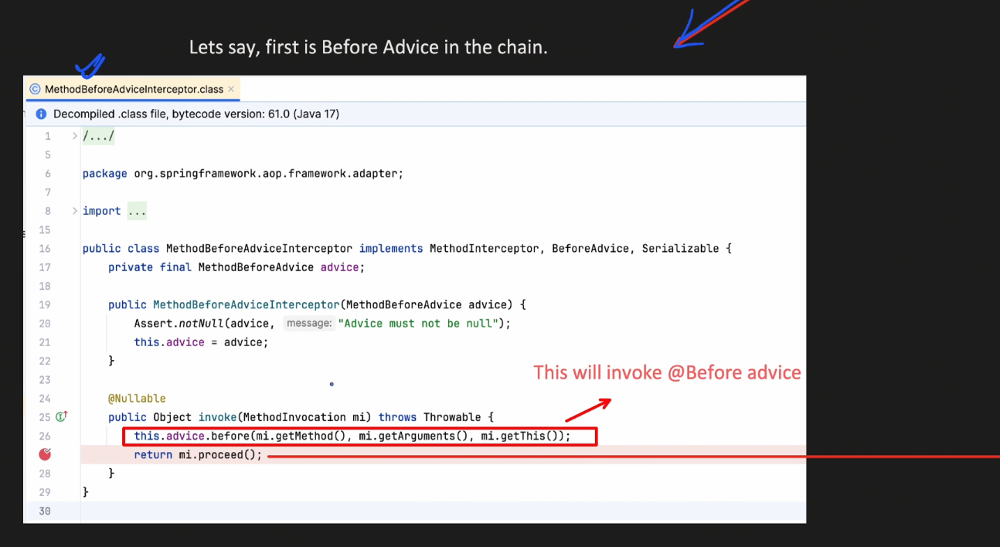 Lets say, first is Before Advice in the chain.
MethodBeforeAdviceInterceptor.class
Decompiled .class file, bytecode version: 61.0 (Java 17)
1 /.../
5
6 package org.springframework.aop.framework.adapter;
7
8 import ...
15
16 public class MethodBeforeAdviceInterceptor implements MethodInterceptor, BeforeAdvice, Serializable {
17 private final MethodBeforeAdvice advice;
18
19 public MethodBeforeAdviceInterceptor(MethodBeforeAdvice advice) {
20 Assert.notNull(advice, message: "Advice must not be null");
21 this.advice = advice;
22 }
23
This will invoke @Before advice
24 @Nullable
25 public Object invoke(MethodInvocation mi) throws Throwable {
26 this.advice.before(mi.getMethod(), mi.getArguments(), mi.getThis());
return mi.proceed();
28 }
29 }
30